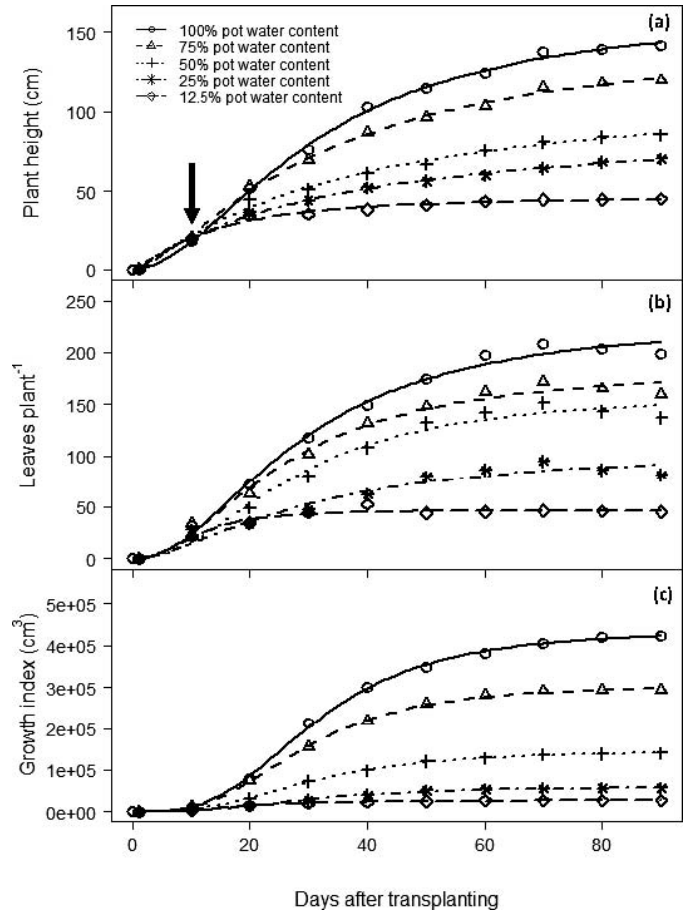 (a)
100% pot water content
75% pot water content
50% pot water content
25% pot water content
12.5% pot water content
Plant height (cm)
150
100
50
0
(b)
Leaves plant⁻¹
250
200
150
100
50
0
(c)
Growth index (cm³)
5e+05
4e+05
3e+05
2e+05
1e+05
0e+00
0 20 40 60 80
Days after transplanting